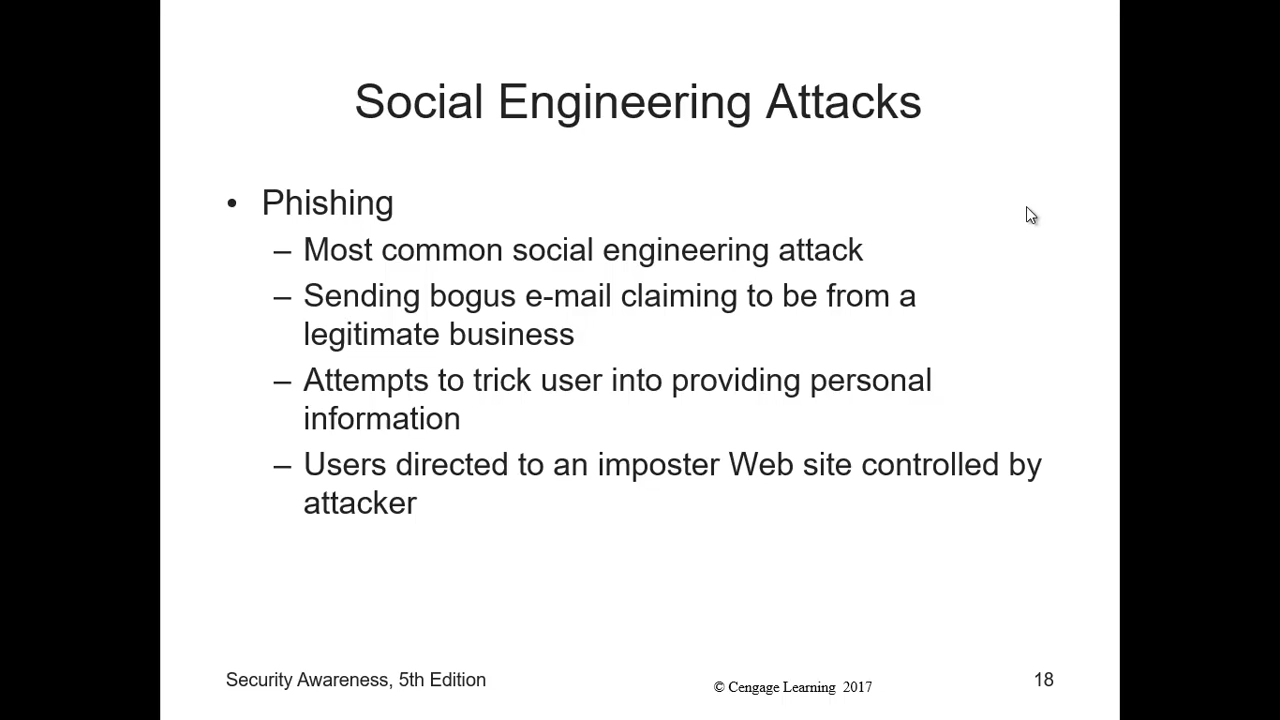 Social Engineering Attacks
• Phishing
– Most common social engineering attack
– Sending bogus e-mail claiming to be from a
legitimate business
– Attempts to trick user into providing personal
information
– Users directed to an imposter Web site controlled by
attacker
Security Awareness, 5th Edition
© Cengage Learning 2017
18